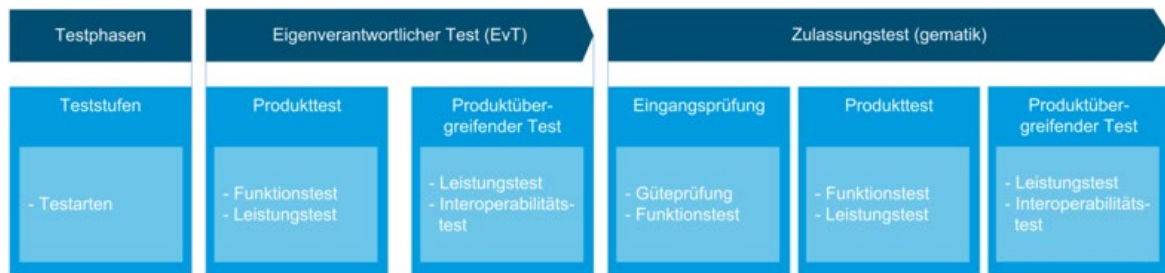 Testphasen
Eigenverantwortlicher Test (EvT)
Zulassungstest (gematik)
Teststufen
- Testarten
Produkttest
- Funktionstest
- Leistungstest
Produktüber-
greifender Test
- Leistungstest
- Interoperabilitäts-
test
Eingangsprüfung
- Güteprüfung
- Funktionstest
Produkttest
- Funktionstest
- Leistungstest
Produktüber-
greifender Test
- Leistungstest
- Interoperabilitäts-
test